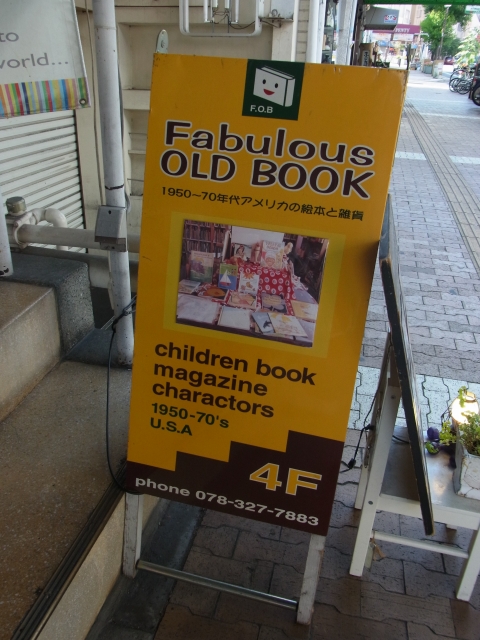 to
world...
F.O.B
Fabulous
OLD BOOK
1950〜70年代アメリカの絵本と雑貨
children book
magazine
charactors
1950-70's
U.S.A
4F
phone 078-327-7883